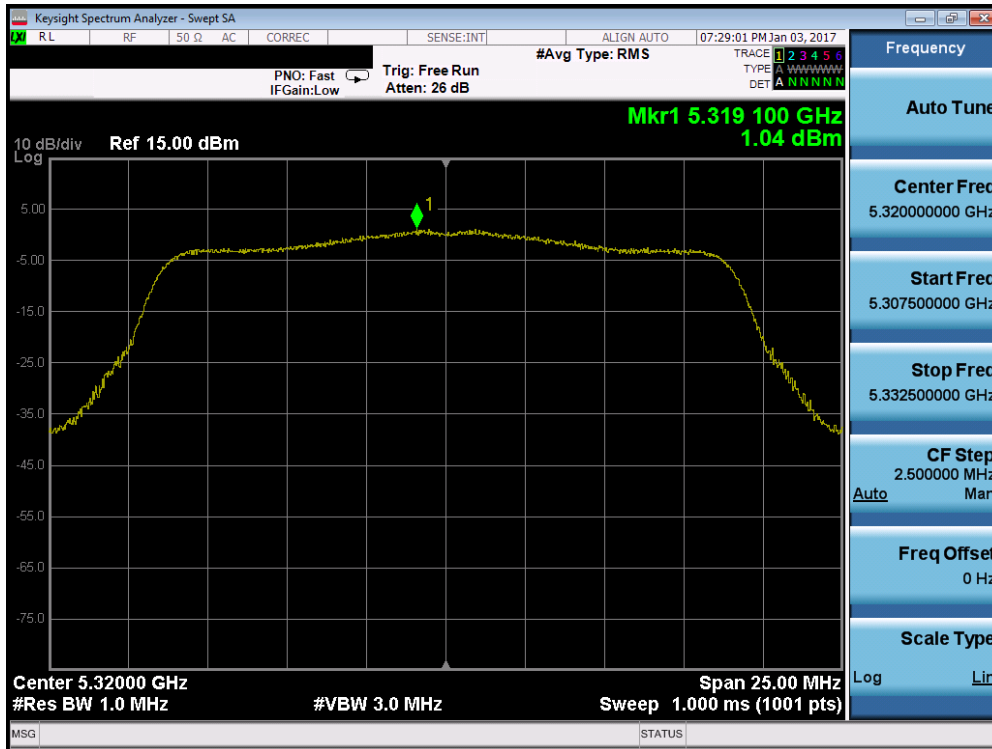 Keysight Spectrum Analyzer - Swept SA
LXI RL RF 50 Ω AC CORREC SENSE:INT ALIGN AUTO 07:29:01 PM Jan 03, 2017
#Avg Type: RMS
TRACE 1 2 3 4 5 6
TYPE A WWWWW
DET A N N N N N
PNO: Fast
IFGain:Low
Trig: Free Run
Atten: 26 dB
Mkr1 5.319 100 GHz
1.04 dBm
10 dB/div Ref 15.00 dBm
Log
1
5.00
-5.00
-15.0
-25.0
-35.0
-45.0
-55.0
-65.0
-75.0
Center 5.32000 GHz Span 25.00 MHz
#Res BW 1.0 MHz #VBW 3.0 MHz Sweep 1.000 ms (1001 pts)
MSG STATUS
Frequency
Auto Tune
Center Freq
5.320000000 GHz
Start Freq
5.307500000 GHz
Stop Freq
5.332500000 GHz
CF Step
2.500000 MHz
Auto Man
Freq Offset
0 Hz
Scale Type
Log Lin